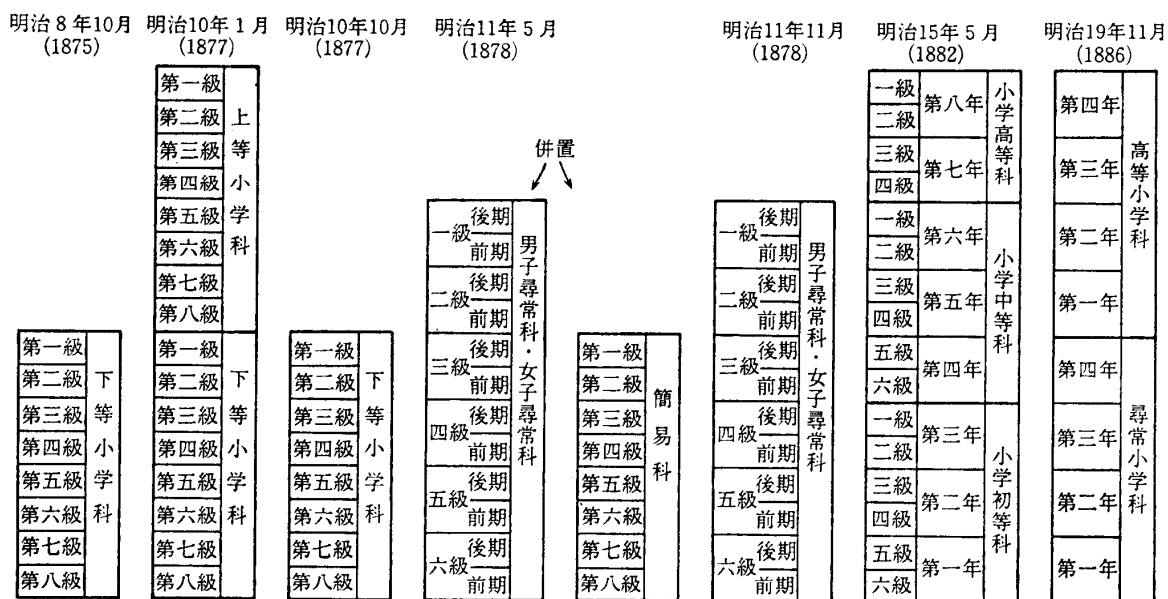 明治8年10月
(1875)
第一級
第二級
第三級
第四級
第五級
第六級
第七級
第八級
下等小学科
明治10年1月
(1877)
第一級
第二級
第三級
第四級
第五級
第六級
第七級
第八級
上等小学科
第一級
第二級
第三級
第四級
第五級
第六級
第七級
第八級
下等小学科
明治10年10月
(1877)
第一級
第二級
第三級
第四級
第五級
第六級
第七級
第八級
下等小学科
明治11年5月
(1878)
併置
一級 後期
前期
二級 後期
前期
三級 後期
前期
四級 後期
前期
五級 後期
前期
六級 後期
前期
男子尋常科・女子尋常科
第一級
第二級
第三級
第四級
第五級
第六級
第七級
第八級
簡易科
明治11年11月
(1878)
一級 後期
前期
二級 後期
前期
三級 後期
前期
四級 後期
前期
五級 後期
前期
六級 後期
前期
男子尋常科・女子尋常科
明治15年5月
(1882)
一級
二級
第八年
三級
四級
第七年
小学高等科
一級
二級
第六年
三級
四級
第五年
五級
六級
第四年
小学中等科
一級
二級
第三年
三級
四級
第二年
五級
六級
第一年
小学初等科
明治19年11月
(1886)
第四年
第三年
第二年
第一年
高等小学科
第四年
第三年
第二年
第一年
尋常小学科